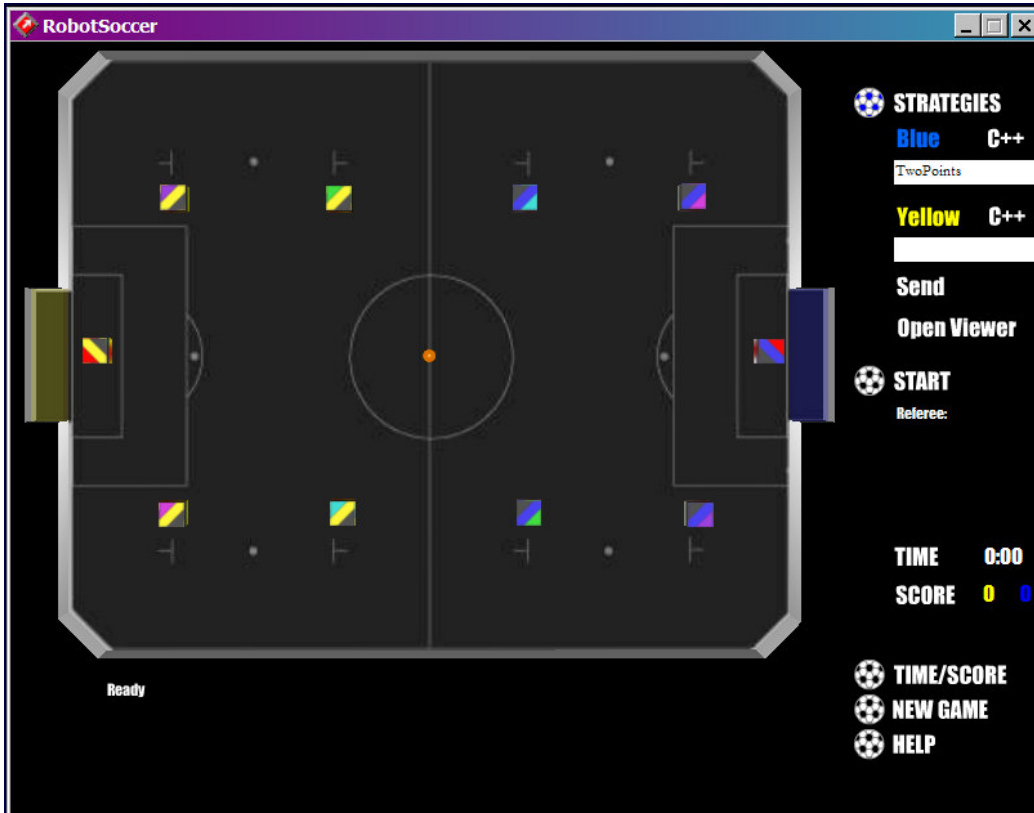 RobotSoccer
STRATEGIES
Blue C++
TwoPoints
Yellow C++
Send
Open Viewer
START
Referee:
TIME 0:00
SCORE 0 0
Ready
TIME/SCORE
NEW GAME
HELP